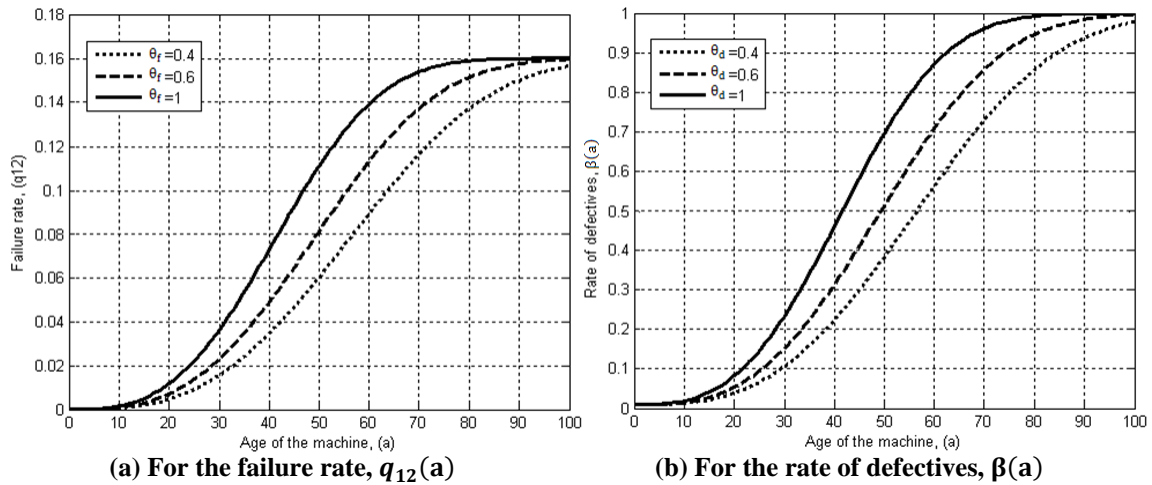 0.18
0.16
0.14
0.12
0.1
0.08
0.06
0.04
0.02
0
Failure rate, (q12)
θf=0.4
θf=0.6
θf=1
0 10 20 30 40 50 60 70 80 90 100
Age of the machine, (a)
(a) For the failure rate, q12(a)
1
0.9
0.8
0.7
0.6
0.5
0.4
0.3
0.2
0.1
0
Rate of defectives, β(a)
θd=0.4
θd=0.6
θd=1
0 10 20 30 40 50 60 70 80 90 100
Age of the machine, (a)
(b) For the rate of defectives, β(a)